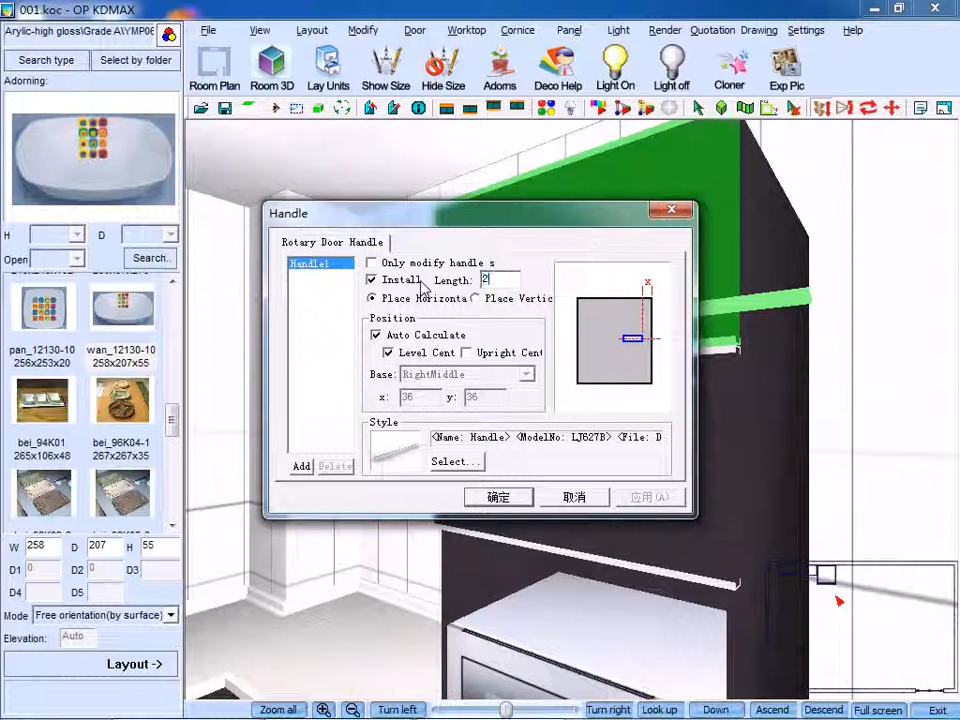 001.koc - OP KDMAX
Acrylic-high gloss\Grade A\YMP06
File View Layout Modify Door Worktop Cornice Panel Light Render Quotation Drawing Settings Help
Search type Select by folder
Room Plan Room 3D Lay Units Show Size Hide Size Adorns Deco Help Light On Light off Cloner Exp Pic
Adorning:
H D
Open Search..
pan_12130-10 wan_12130-10
256x253x20 258x207x55
bei_94K01 bei_96K04-1
265x106x48 267x267x35
W 258 D 207 H 55
D1 0 D2 0 D3
D4 D5
Mode Free orientation(by surface)
Elevation: Auto
Layout ->
Handle
Rotary Door Handle
Handle1
Only modify handle s
Install Length: 2
Place Horizonta Place Vertic
Position
Auto Calculate
Level Cent Upright Cent
Base: RightMiddle
x: 36 y: 36
x
Style
<Name: Handle> <ModelNo: LJ627B> <File: D
Select...
Add Delete
确定 取消 应用(A)
Zoom all Turn left Turn right Look up Down Ascend Descend Full screen Exit